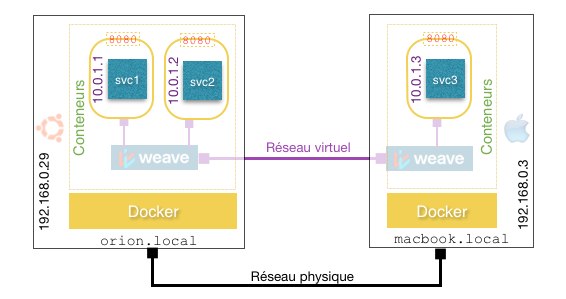 8080
8080
8080
10.0.1.1
svc1
10.0.1.2
svc2
10.0.1.3
svc3
Conteneurs
Conteneurs
weave
Réseau virtuel
weave
192.168.0.29
192.168.0.3
Docker
Docker
orion.local
macbook.local
Réseau physique